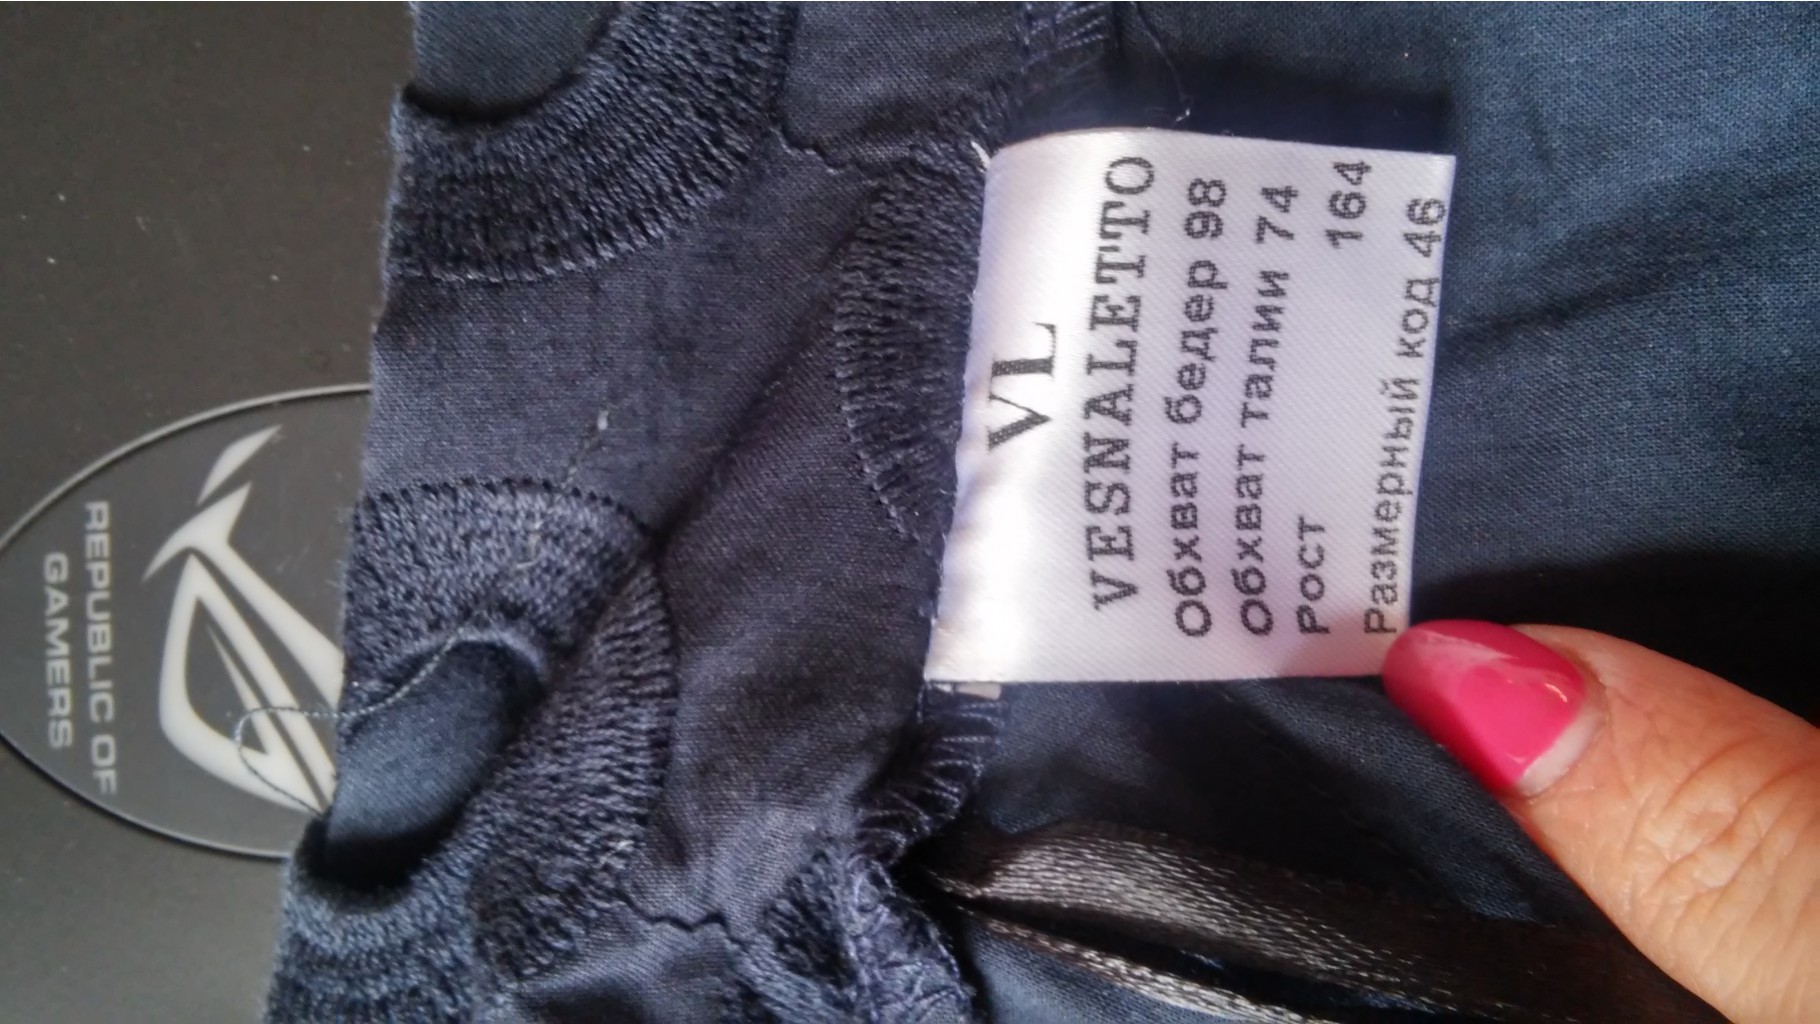 VL
VESNALETTO
Обхват бедер 98
Обхват талии 74
Рост 164
Размерный код 46
REPUBLIC OF
GAMERS